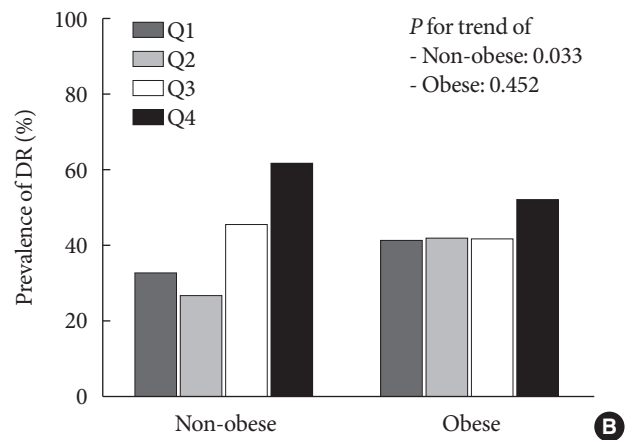 100
80
60
40
20
0
Prevalence of DR (%)
Q1
Q2
Q3
Q4
P for trend of
- Non-obese: 0.033
- Obese: 0.452
Non-obese
Obese
B